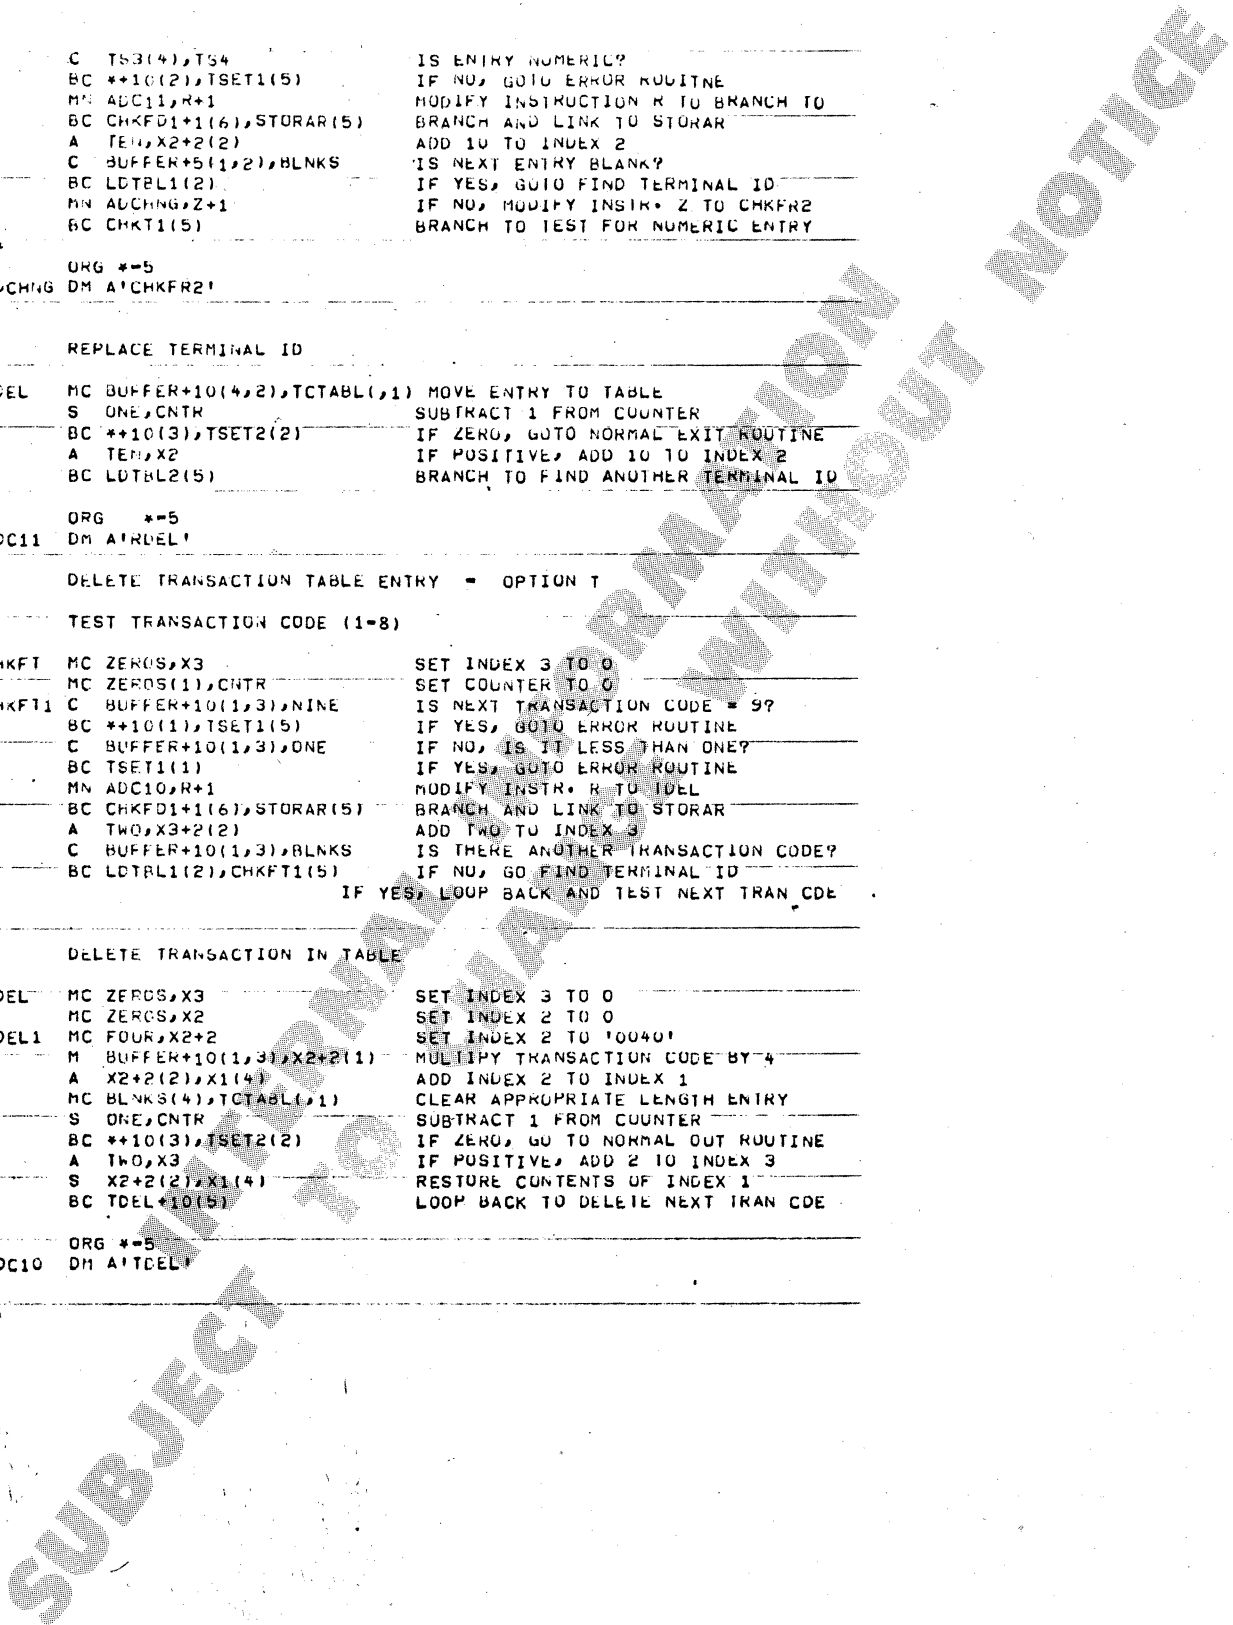 C TS3(4),TS4 IS ENTRY NUMERIC?
BC *+10(2),TSET1(5) IF NO, GOTO ERROR ROUITNE
MN ADC11,R+1 MODIFY INSTRUCTION R TO BRANCH TO
BC CHKFD1+1(6),STORAR(5) BRANCH AND LINK TO STORAR
A TEN,X2+2(2) ADD 10 TO INDEX 2
C BUFFER+5(1,2),BLNKS IS NEXT ENTRY BLANK?
BC LDTBL1(2) IF YES, GOTO FIND TERMINAL ID
MN ADCHNG,Z+1 IF NO, MODIFY INSTR. Z TO CHKFR2
BC CHKT1(5) BRANCH TO TEST FOR NUMERIC ENTRY
ORG *-5
CHNG DM A'CHKFR2'
REPLACE TERMINAL ID
DEL MC BUFFER+10(4,2),TCTABL(,1) MOVE ENTRY TO TABLE
S ONE,CNTR SUBTRACT 1 FROM COUNTER
BC *+10(3),TSET2(2) IF ZERO, GOTO NORMAL EXIT ROUTINE
A TEN,X2 IF POSITIVE, ADD 10 TO INDEX 2
BC LDTBL2(5) BRANCH TO FIND ANOTHER TERMINAL ID
ORG *-5
DC11 DM A'RDEL'
DELETE TRANSACTION TABLE ENTRY - OPTION T
TEST TRANSACTION CODE (1-8)
HKFT MC ZEROS,X3 SET INDEX 3 TO 0
MC ZEROS(1),CNTR SET COUNTER TO 0
HKFT1 C BUFFER+10(1,3),NINE IS NEXT TRANSACTION CODE = 9?
BC *+10(1),TSET1(5) IF YES, GOTO ERROR ROUTINE
C BUFFER+10(1,3),ONE IF NO, IS IT LESS THAN ONE?
BC TSET1(1) IF YES, GOTO ERROR ROUTINE
MN ADC10,R+1 MODIFY INSTR. R TO TDEL
BC CHKFD1+1(6),STORAR(5) BRANCH AND LINK TO STORAR
A TWO,X3+2(2) ADD TWO TO INDEX 3
C BUFFER+10(1,3),BLNKS IS THERE ANOTHER TRANSACTION CODE?
BC LDTBL1(2),CHKFT1(5) IF NO, GO FIND TERMINAL ID
IF YES, LOOP BACK AND TEST NEXT TRAN CDE .
DELETE TRANSACTION IN TABLE
DEL MC ZEROS,X3 SET INDEX 3 TO 0
MC ZEROS,X2 SET INDEX 2 TO 0
DEL1 MC FOUR,X2+2 SET INDEX 2 TO '0040'
M BUFFER+10(1,3),X2+2(1) MULTIPY TRANSACTION CODE BY 4
A X2+2(2),X1(4) ADD INDEX 2 TO INDEX 1
MC BLNKS(4),TCTABL(,1) CLEAR APPROPRIATE LENGTH ENTRY
S ONE,CNTR SUBTRACT 1 FROM COUNTER
BC *+10(3),TSET2(2) IF ZERO, GO TO NORMAL OUT ROUTINE
A TWO,X3 IF POSITIVE, ADD 2 TO INDEX 3
S X2+2(2),X1(4) RESTORE CONTENTS OF INDEX 1
BC TDEL+10(5) LOOP BACK TO DELETE NEXT TRAN CDE
ORG *-5
DC10 DM A'TDEL'
INTERNAL INFORMATION
SUBJECT TO CHANGE WITHOUT NOTICE